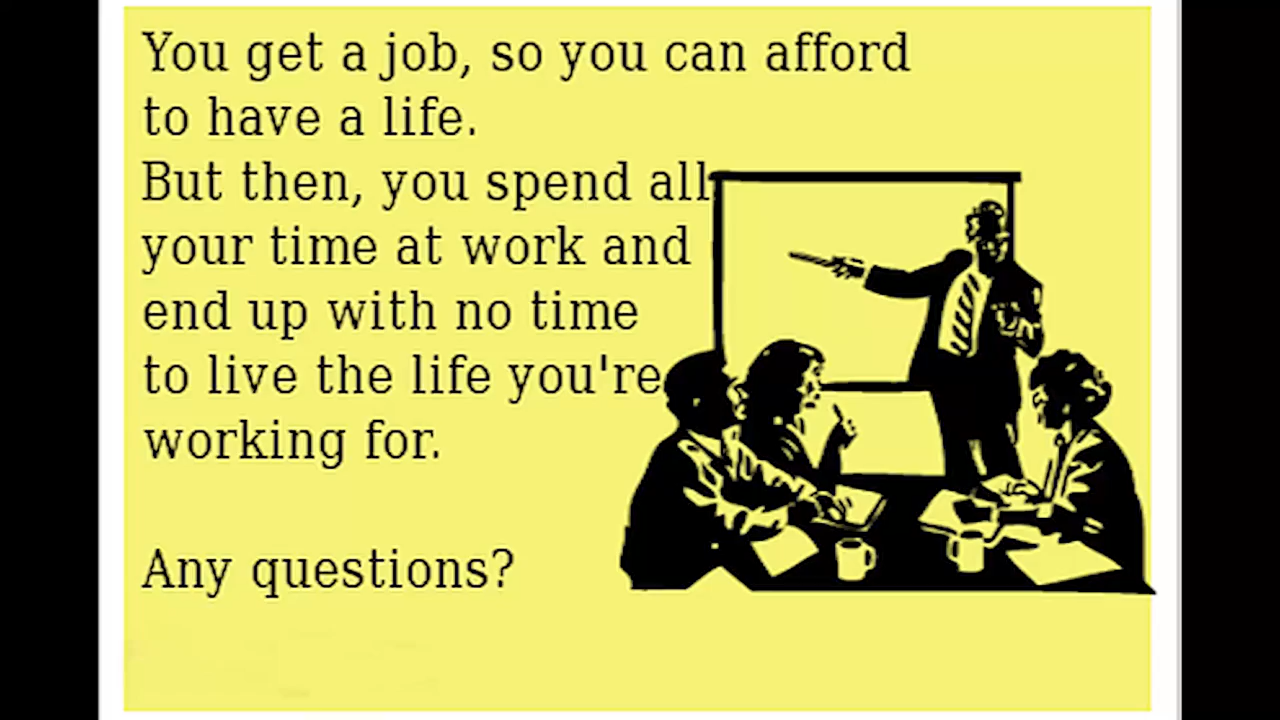 You get a job, so you can afford
to have a life.
But then, you spend all
your time at work and
end up with no time
to live the life you're
working for.
Any questions?